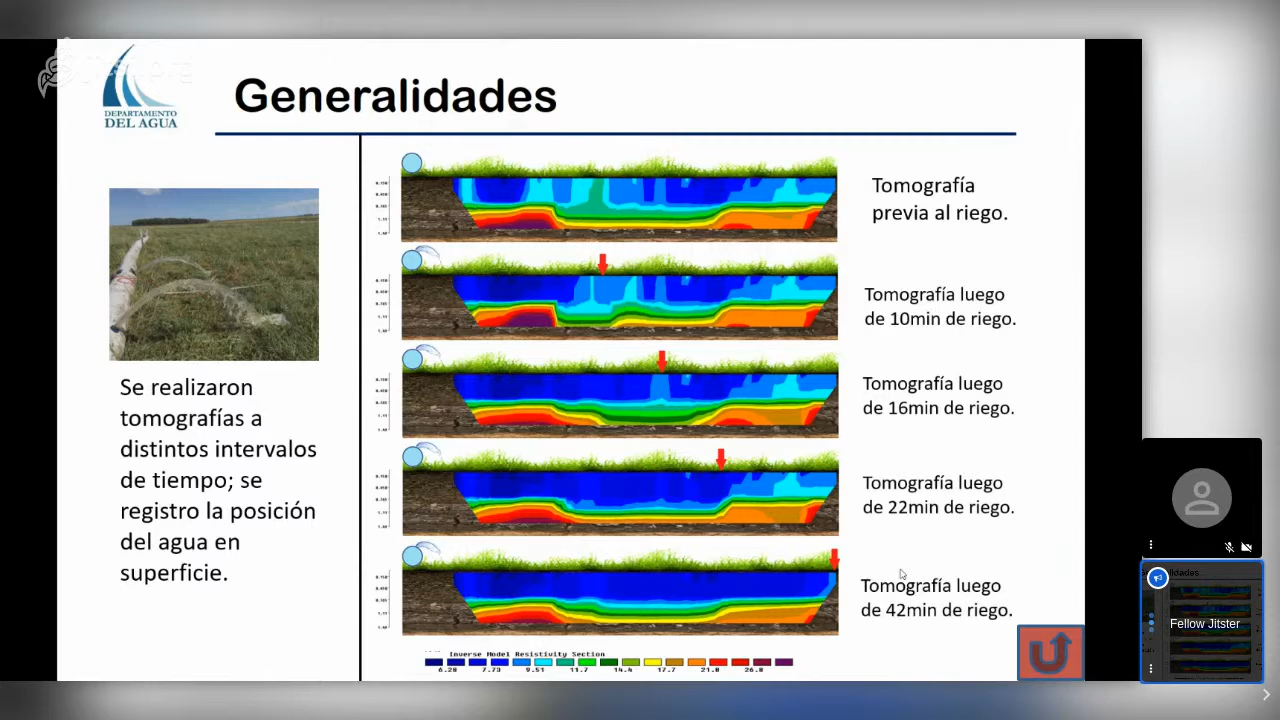 DEPARTAMENTO
DEL AGUA
Generalidades
Se realizaron
tomografías a
distintos intervalos
de tiempo; se
registro la posición
del agua en
superficie.
Tomografía
previa al riego.
Tomografía luego
de 10min de riego.
Tomografía luego
de 16min de riego.
Tomografía luego
de 22min de riego.
Tomografía luego
de 42min de riego.
Inverse Model Resistivity Section
6.28 7.73 9.51 11.7 14.4 17.7 21.8 26.8
Fellow Jitster